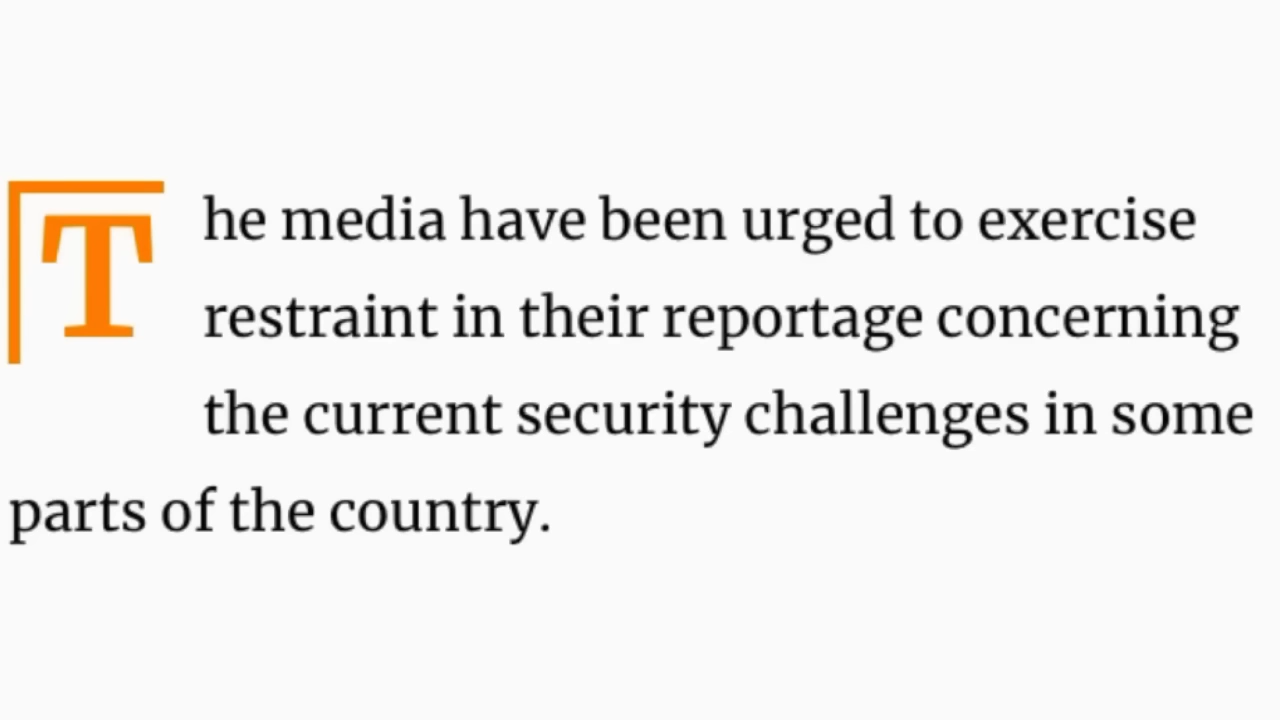 The media have been urged to exercise
restraint in their reportage concerning
the current security challenges in some
parts of the country.